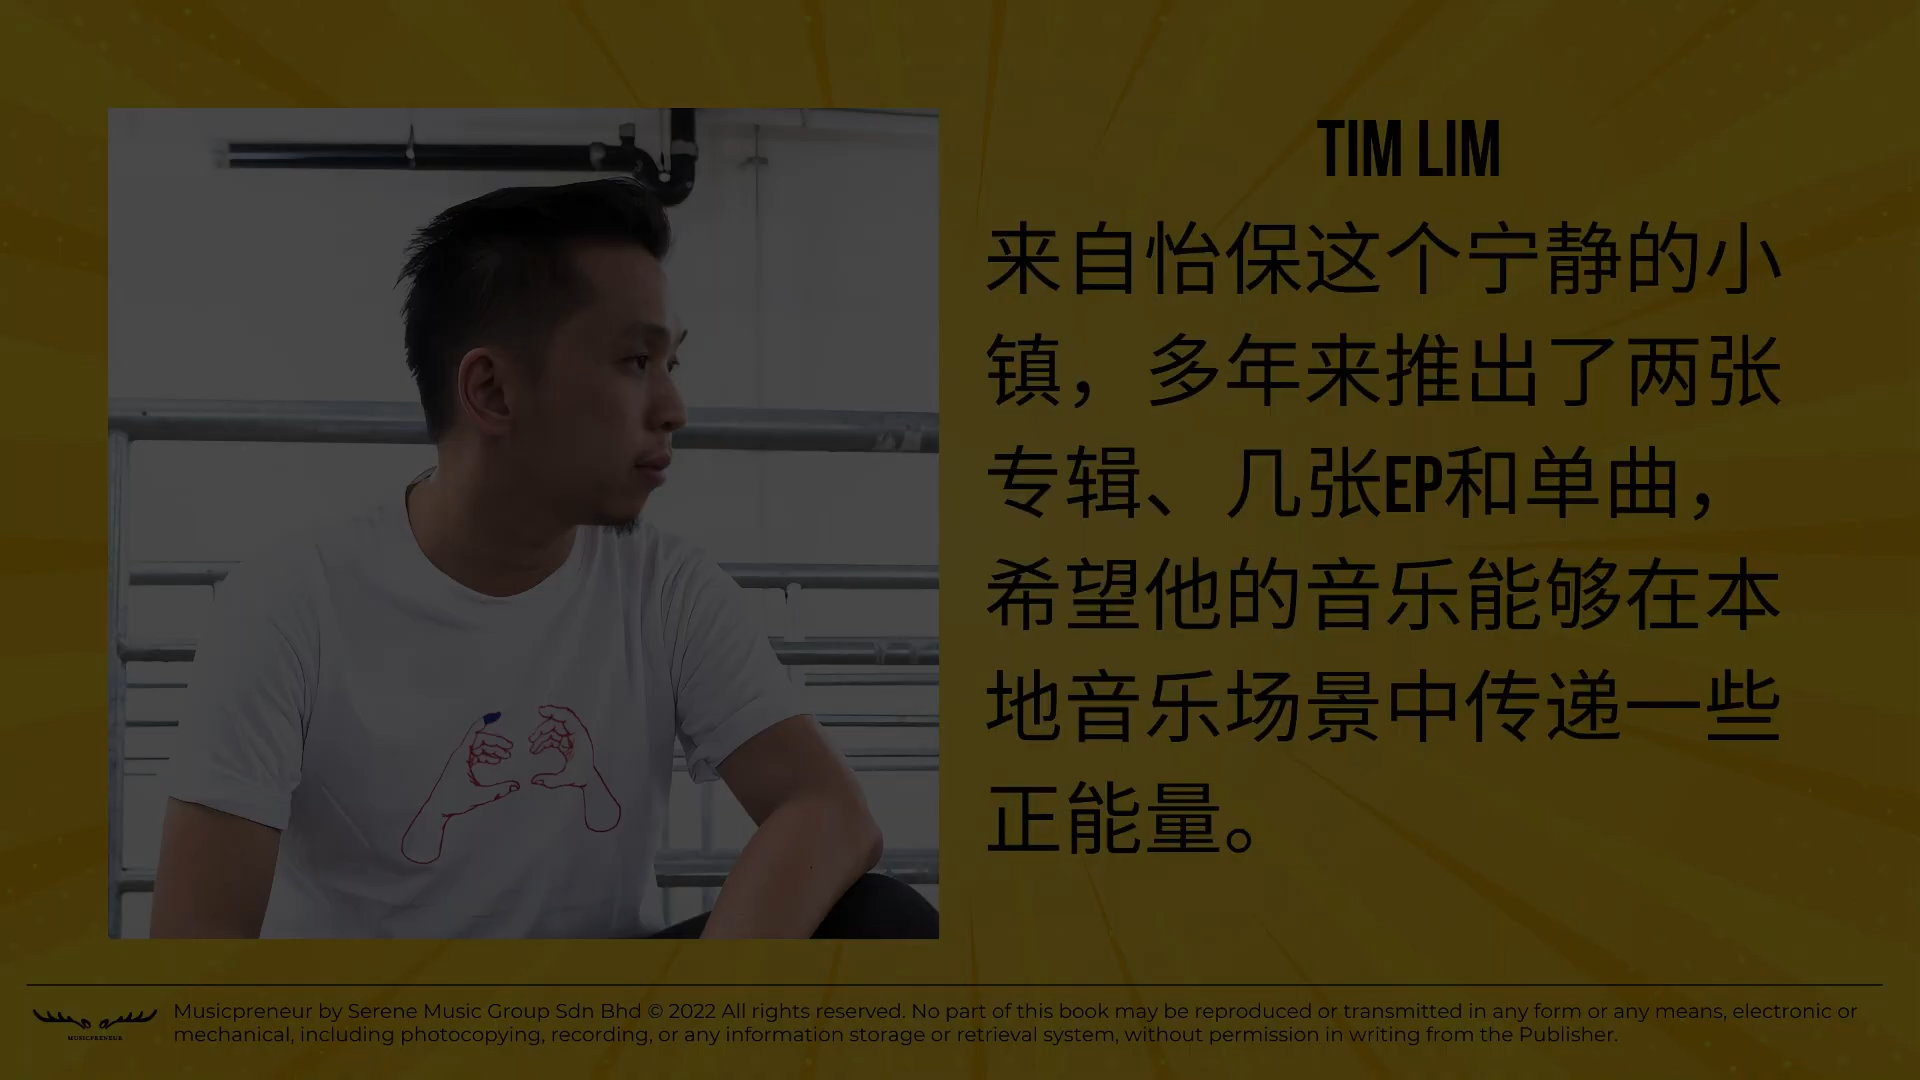 TIM LIM
来自怡保这个宁静的小
镇，多年来推出了两张
专辑、几张EP和单曲，
希望他的音乐能够在本
地音乐场景中传递一些
正能量。
Musicpreneur by Serene Music Group Sdn Bhd © 2022 All rights reserved. No part of this book may be reproduced or transmitted in any form or any means, electronic or
mechanical, including photocopying, recording, or any information storage or retrieval system, without permission in writing from the Publisher.
MUSICPRENEUR